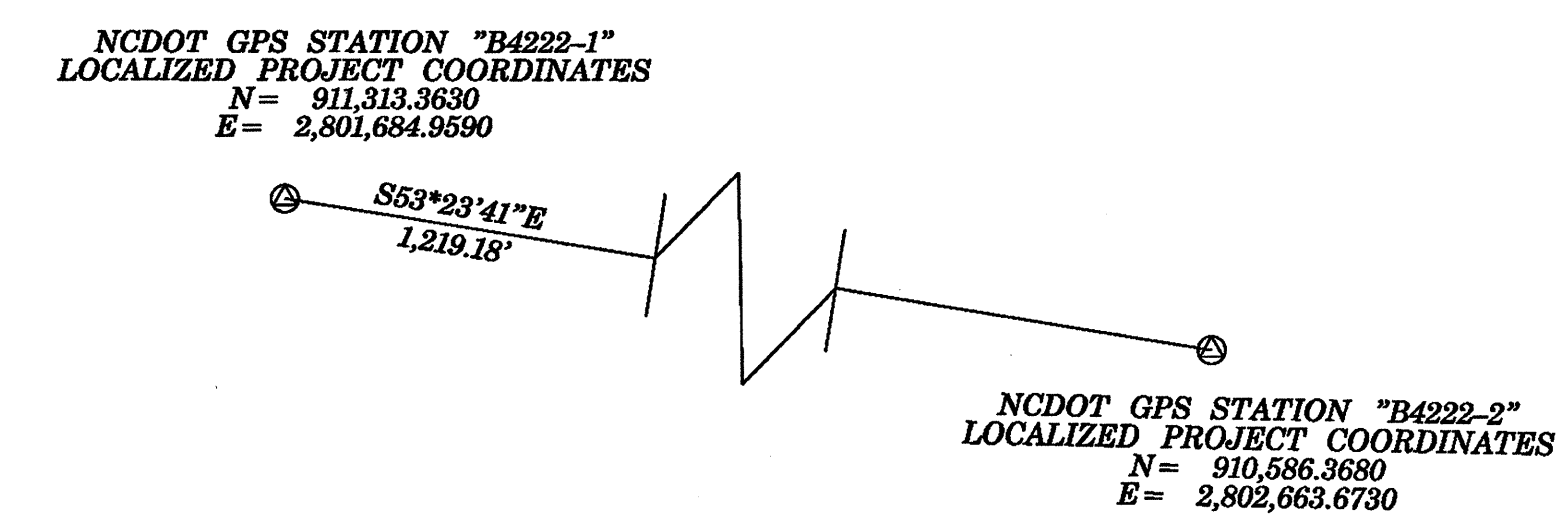 NCDOT GPS STATION "B4222-1"
LOCALIZED PROJECT COORDINATES
N= 911,313.3630
E= 2,801,684.9590
S53*23'41"E
1,219.18'
NCDOT GPS STATION "B4222-2"
LOCALIZED PROJECT COORDINATES
N= 910,586.3680
E= 2,802,663.6730